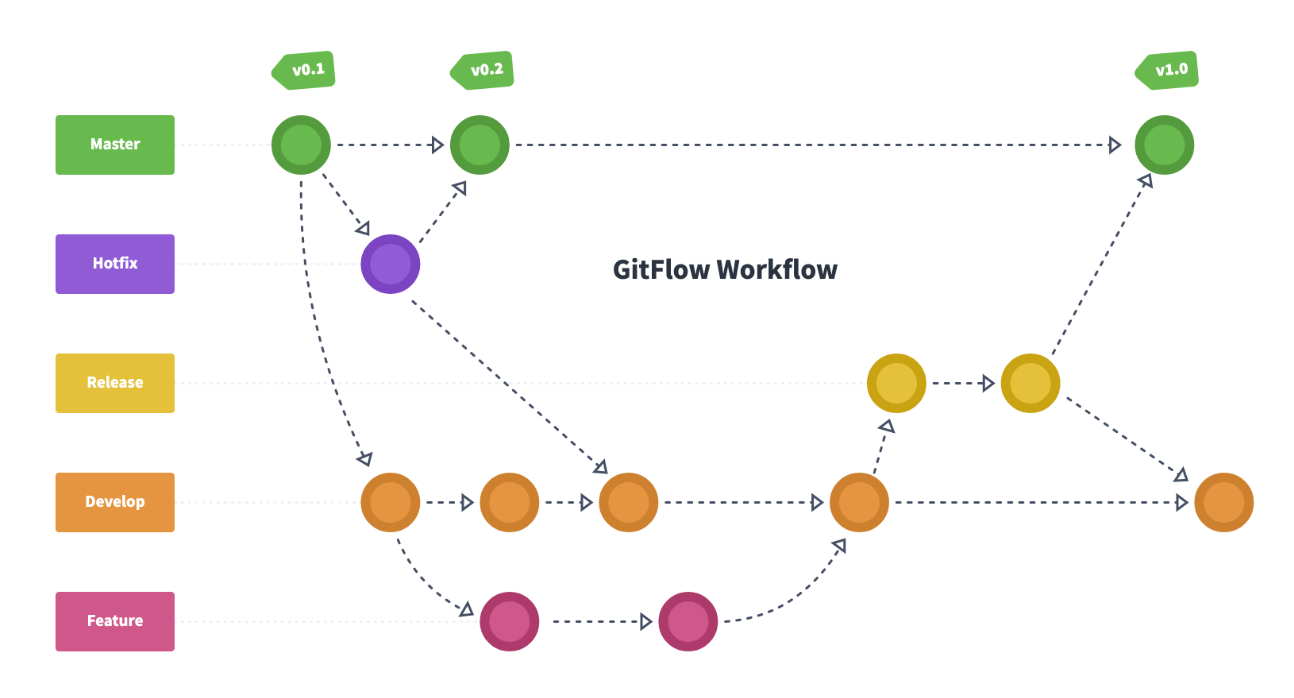 v0.1
v0.2
v1.0
Master
Hotfix
GitFlow Workflow
Release
Develop
Feature